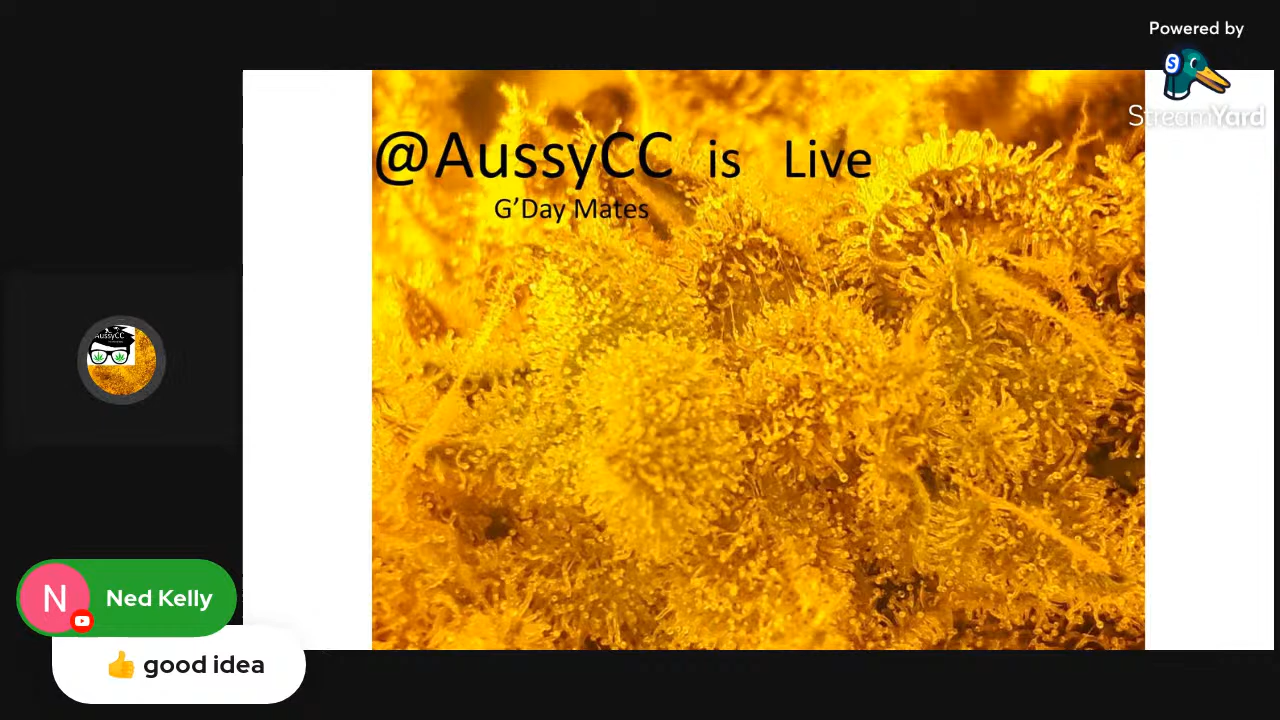 Powered by
StreamYard
@AussyCC is Live
G’Day Mates
AussyCC
N Ned Kelly
👍 good idea